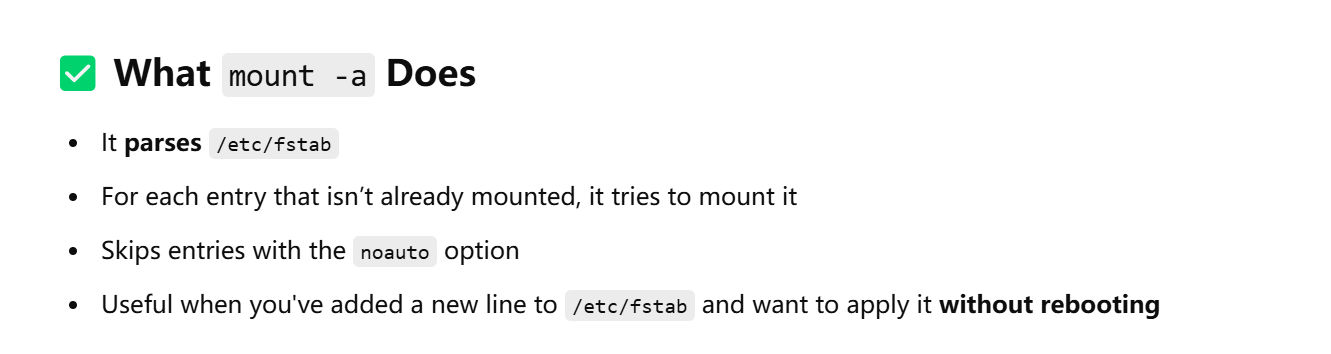 ✅ What mount -a Does
• It parses /etc/fstab
• For each entry that isn’t already mounted, it tries to mount it
• Skips entries with the noauto option
• Useful when you've added a new line to /etc/fstab and want to apply it without rebooting